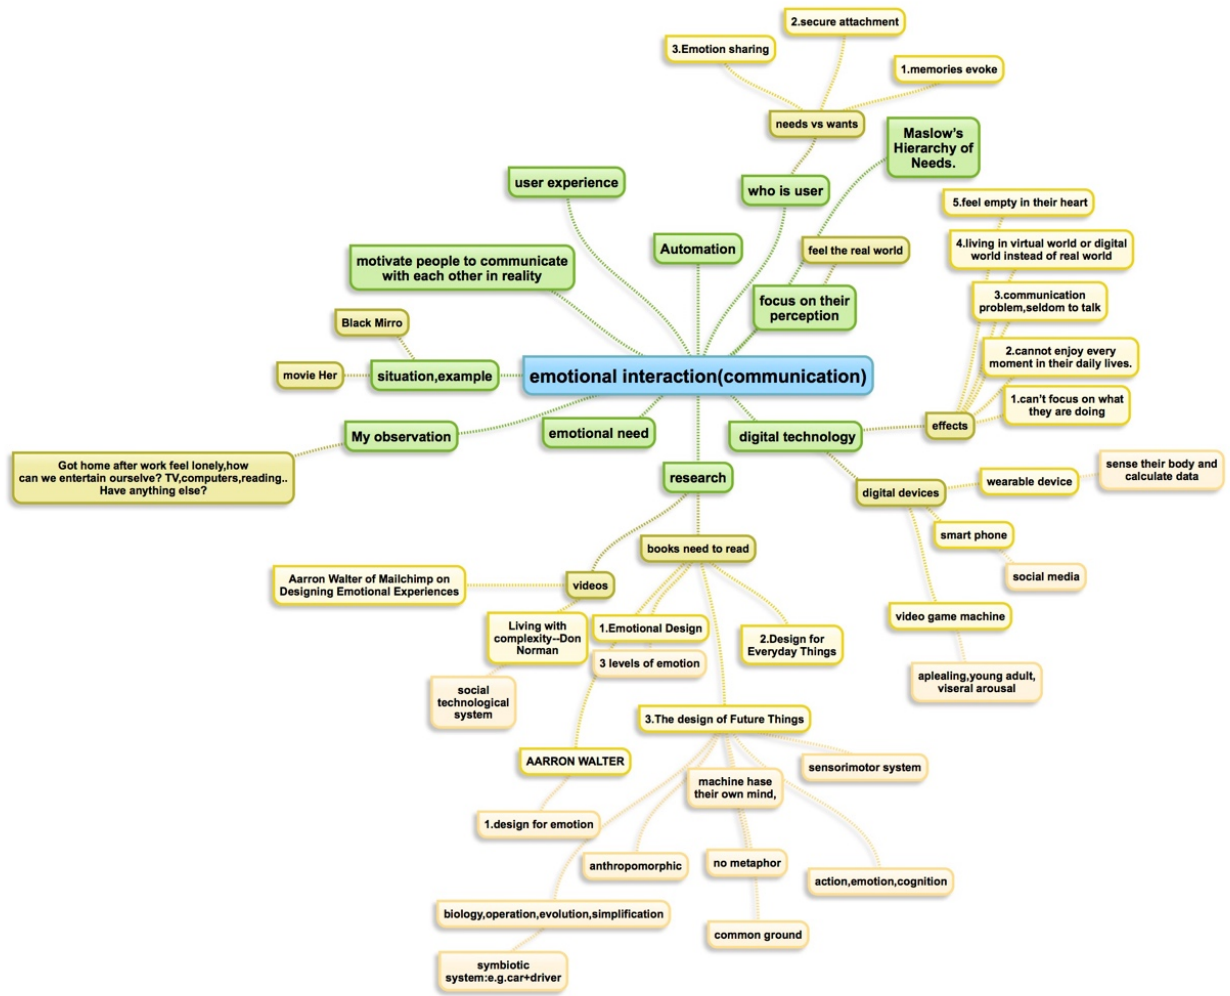 2.secure attachment
3.Emotion sharing
1.memories evoke
needs vs wants
Maslow's
Hierarchy of
Needs.
user experience
who is user
5.feel empty in their heart
Automation
feel the real world
4.living in virtual world or digital
world instead of real world
motivate people to communicate
with each other in reality
focus on their
perception
3.communication
problem,seldom to talk
Black Mirro
2.cannot enjoy every
moment in their daily lives.
movie Her
situation,example
emotional interaction(communication)
1.can't focus on what
they are doing
My observation
emotional need
digital technology
effects
Got home after work feel lonely,how
can we entertain ourselve? TV,computers,reading..
Have anything else?
research
digital devices
wearable device
sense their body and
calculate data
smart phone
books need to read
social media
Aarron Walter of Mailchimp on
Designing Emotional Experiences
videos
video game machine
Living with
complexity--Don
Norman
1.Emotional Design
2.Design for
Everyday Things
3 levels of emotion
aplealing,young adult,
viseral arousal
social
technological
system
3.The design of Future Things
AARRON WALTER
sensorimotor system
machine hase
their own mind,
1.design for emotion
anthropomorphic
no metaphor
action,emotion,cognition
biology,operation,evolution,simplification
common ground
symbiotic
system:e.g.car+driver